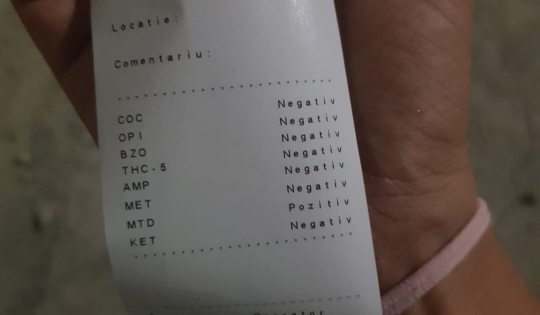 Locatie:
Comentariu:
COC Negativ
OPI Negativ
BZO Negativ
THC-5 Negativ
AMP Negativ
MET Negativ
MTD Pozitiv
KET Negativ